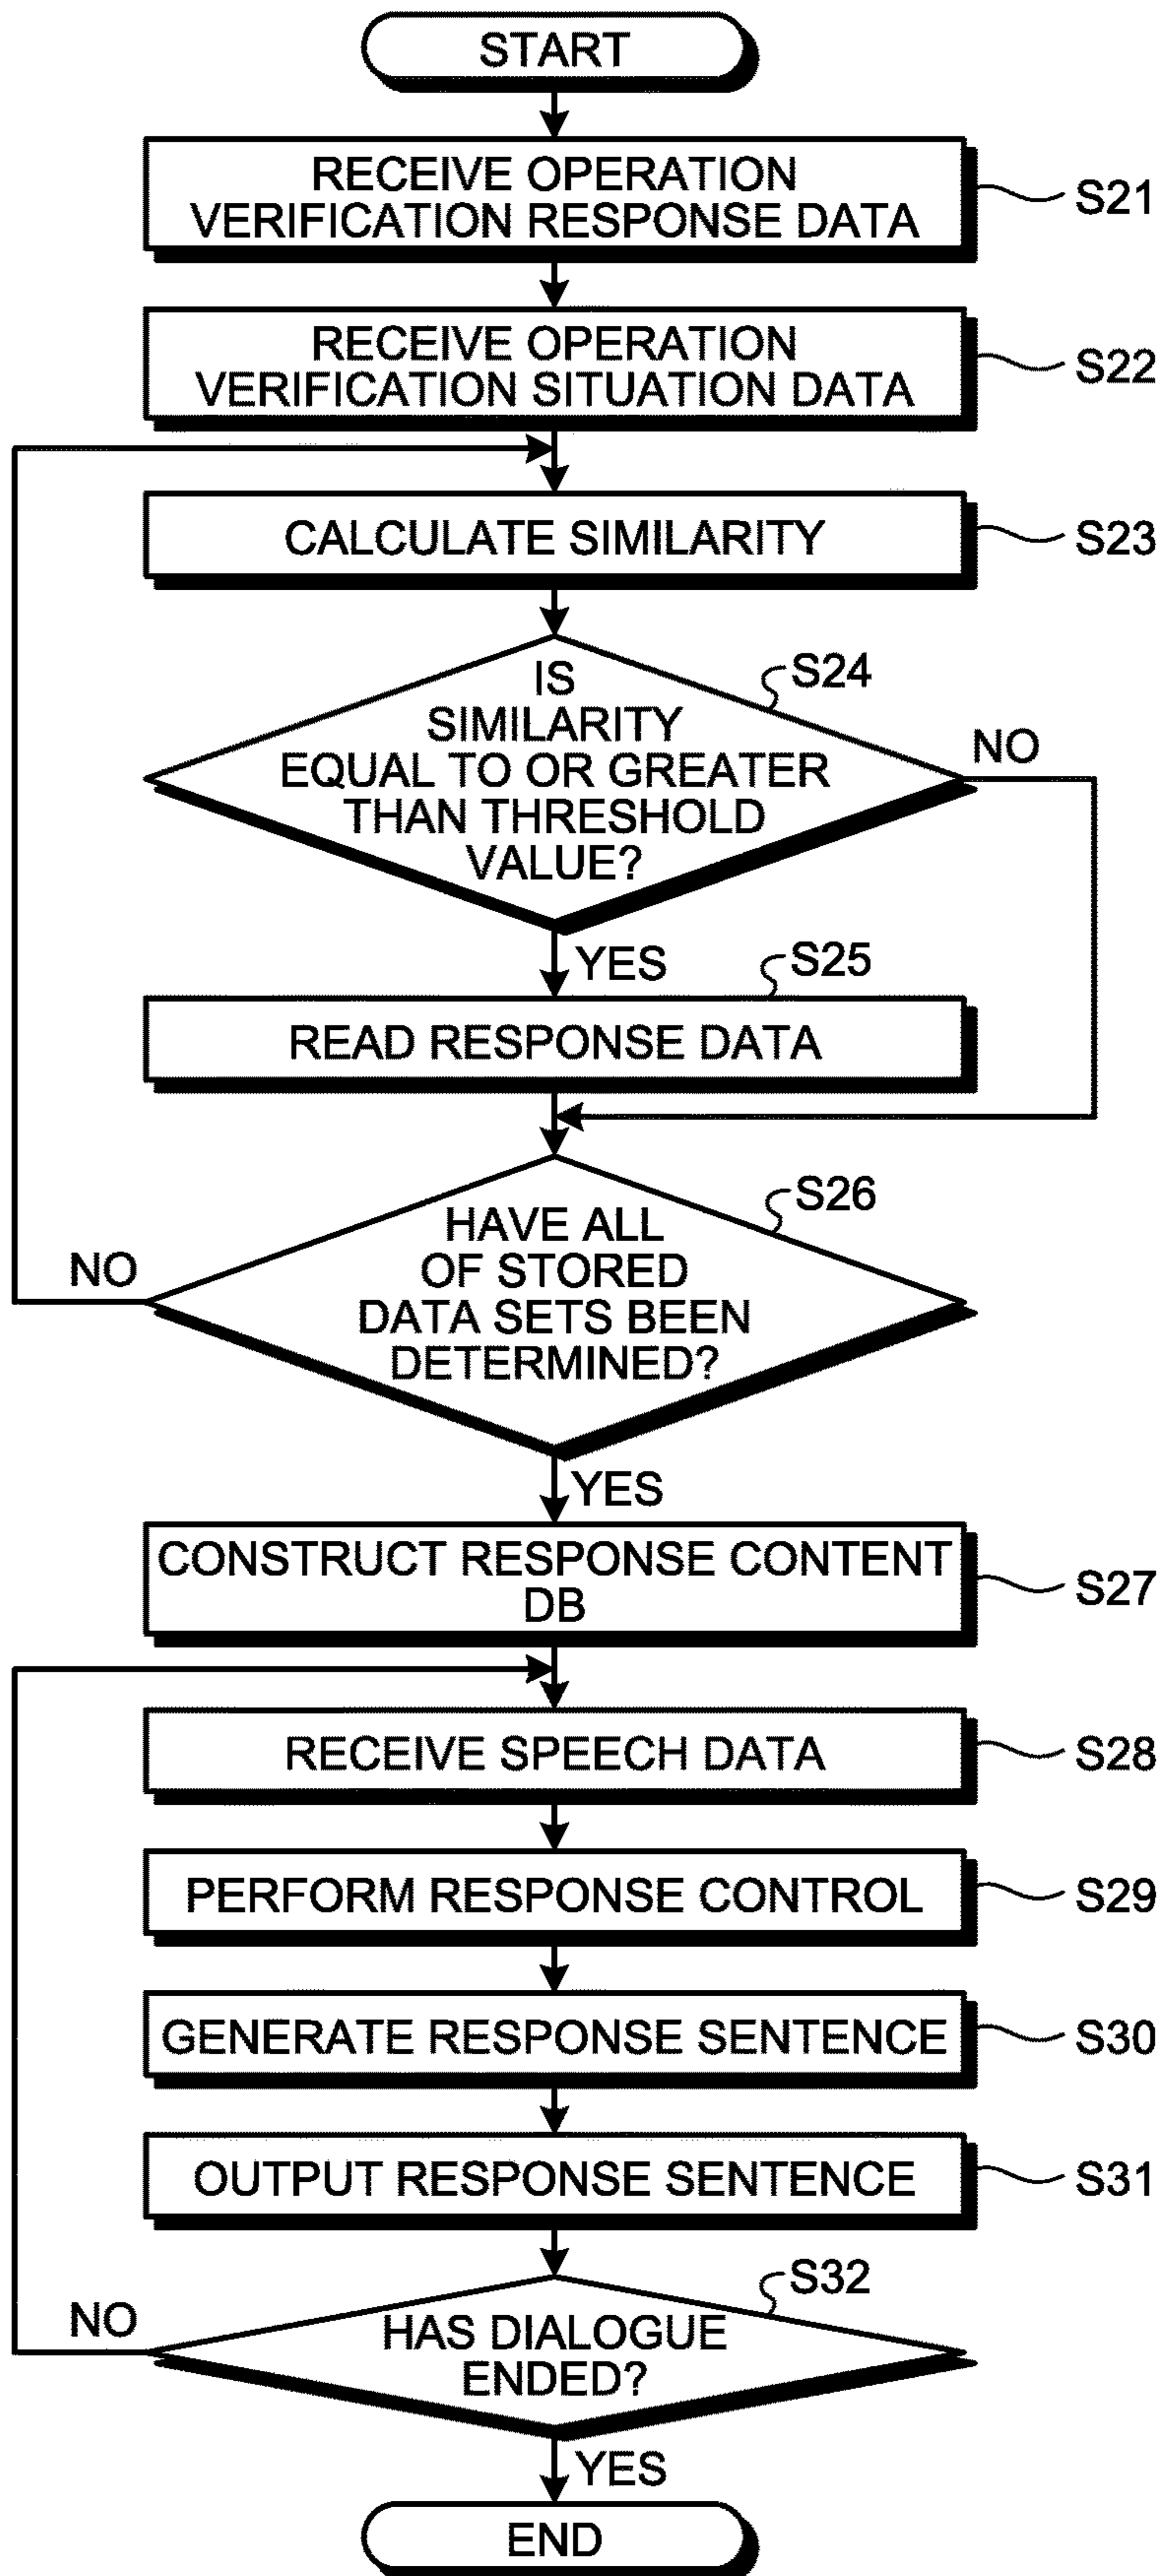 START
RECEIVE OPERATION
VERIFICATION RESPONSE DATA
S21
RECEIVE OPERATION
VERIFICATION SITUATION DATA
S22
CALCULATE SIMILARITY
S23
S24
IS
SIMILARITY
EQUAL TO OR GREATER
THAN THRESHOLD
VALUE?
NO
YES
S25
READ RESPONSE DATA
S26
HAVE ALL
OF STORED
DATA SETS BEEN
DETERMINED?
NO
YES
CONSTRUCT RESPONSE CONTENT
DB
S27
RECEIVE SPEECH DATA
S28
PERFORM RESPONSE CONTROL
S29
GENERATE RESPONSE SENTENCE
S30
OUTPUT RESPONSE SENTENCE
S31
S32
HAS DIALOGUE
ENDED?
NO
YES
END